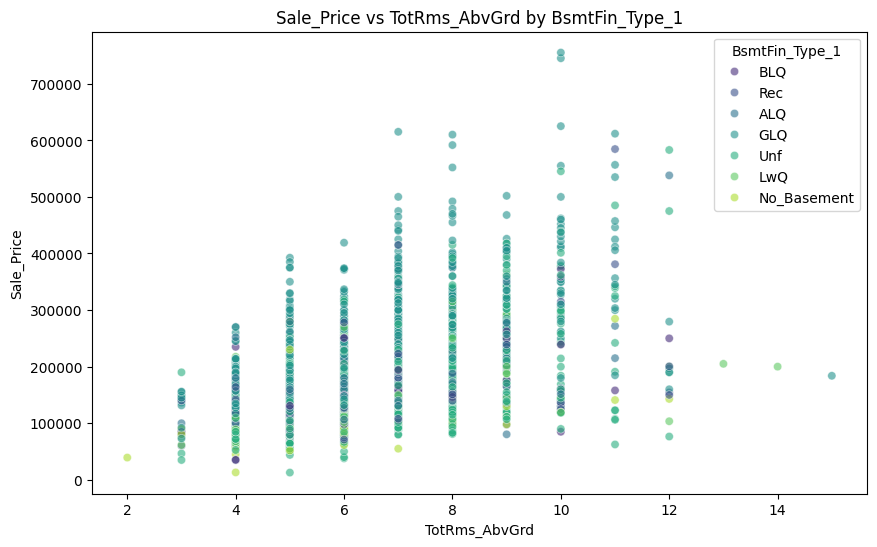 Sale_Price vs TotRms_AbvGrd by BsmtFin_Type_1
BsmtFin_Type_1
BLQ
Rec
ALQ
GLQ
Unf
LwQ
No_Basement
700000
600000
500000
400000
300000
200000
100000
0
Sale_Price
2
4
6
8
10
12
14
TotRms_AbvGrd